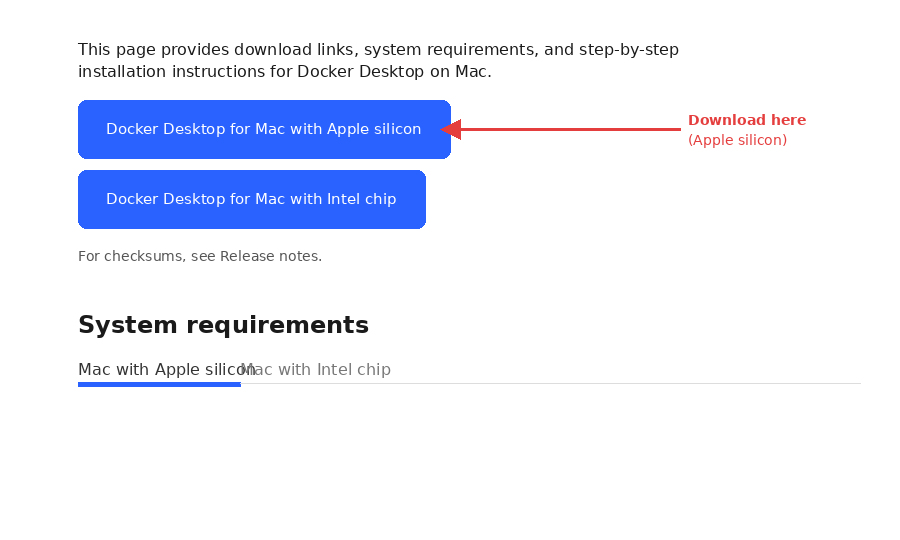 This page provides download links, system requirements, and step-by-step
installation instructions for Docker Desktop on Mac.
Docker Desktop for Mac with Apple silicon
Download here
(Apple silicon)
Docker Desktop for Mac with Intel chip
For checksums, see Release notes.
System requirements
Mac with Apple silicon
Mac with Intel chip